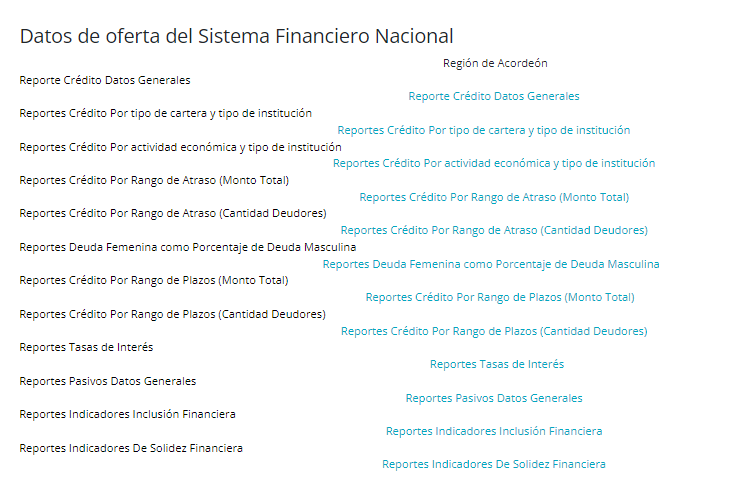 Datos de oferta del Sistema Financiero Nacional
Región de Acordeón
Reporte Crédito Datos Generales
Reporte Crédito Datos Generales
Reportes Crédito Por tipo de cartera y tipo de institución
Reportes Crédito Por tipo de cartera y tipo de institución
Reportes Crédito Por actividad económica y tipo de institución
Reportes Crédito Por actividad económica y tipo de institución
Reportes Crédito Por Rango de Atraso (Monto Total)
Reportes Crédito Por Rango de Atraso (Monto Total)
Reportes Crédito Por Rango de Atraso (Cantidad Deudores)
Reportes Crédito Por Rango de Atraso (Cantidad Deudores)
Reportes Deuda Femenina como Porcentaje de Deuda Masculina
Reportes Deuda Femenina como Porcentaje de Deuda Masculina
Reportes Crédito Por Rango de Plazos (Monto Total)
Reportes Crédito Por Rango de Plazos (Monto Total)
Reportes Crédito Por Rango de Plazos (Cantidad Deudores)
Reportes Crédito Por Rango de Plazos (Cantidad Deudores)
Reportes Tasas de Interés
Reportes Tasas de Interés
Reportes Pasivos Datos Generales
Reportes Pasivos Datos Generales
Reportes Indicadores Inclusión Financiera
Reportes Indicadores Inclusión Financiera
Reportes Indicadores De Solidez Financiera
Reportes Indicadores De Solidez Financiera